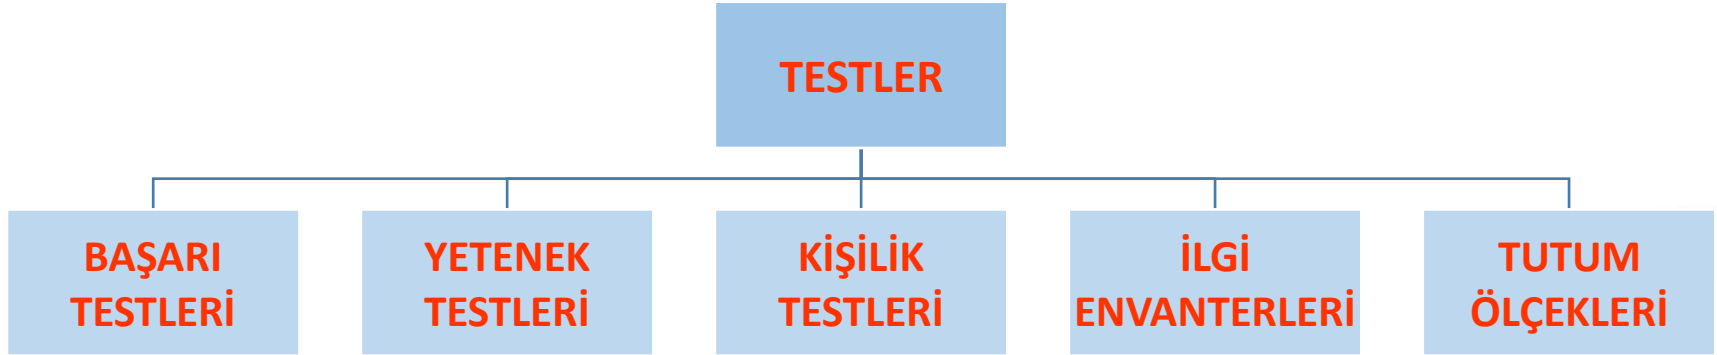 TESTLER
BAŞARI
TESTLERİ
YETENEK
TESTLERİ
KİŞİLİK
TESTLERİ
İLGİ
ENVANTERLERİ
TUTUM
ÖLÇEKLERİ